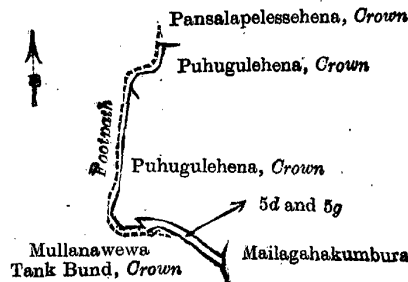 Pansalapelessehena, Crown
Puhugulehena, Crown
Footpath
Puhugulehena, Crown
5d and 5g
Mullanawewa
Tank Bund, Crown
Mailagahakumbura